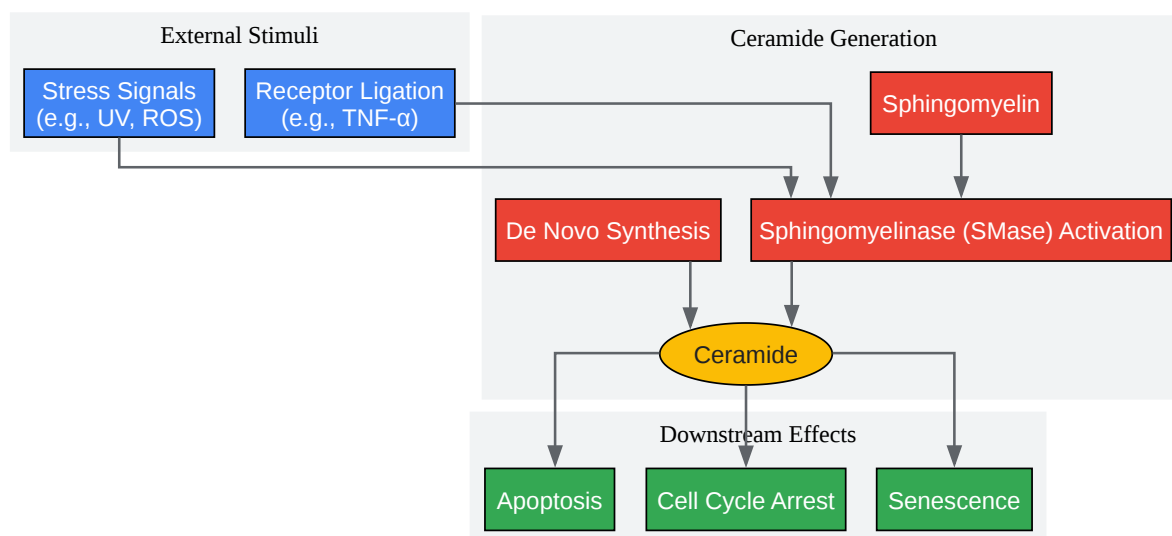 External Stimuli
Ceramide Generation
Stress Signals
(e.g., UV, ROS)
Receptor Ligation
(e.g., TNF-α)
Sphingomyelin
De Novo Synthesis
Sphingomyelinase (SMase) Activation
Ceramide
Downstream Effects
Apoptosis
Cell Cycle Arrest
Senescence